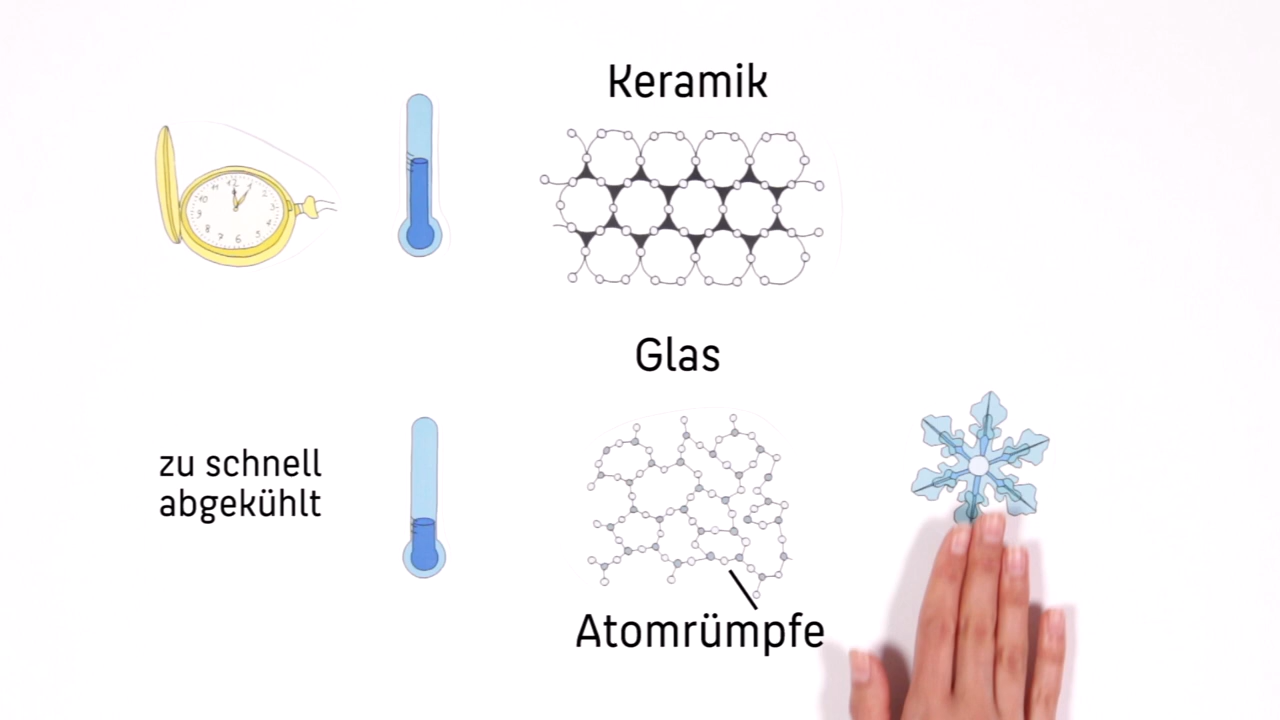 Keramik
Glas
zu schnell
abgekühlt
Atomrümpfe